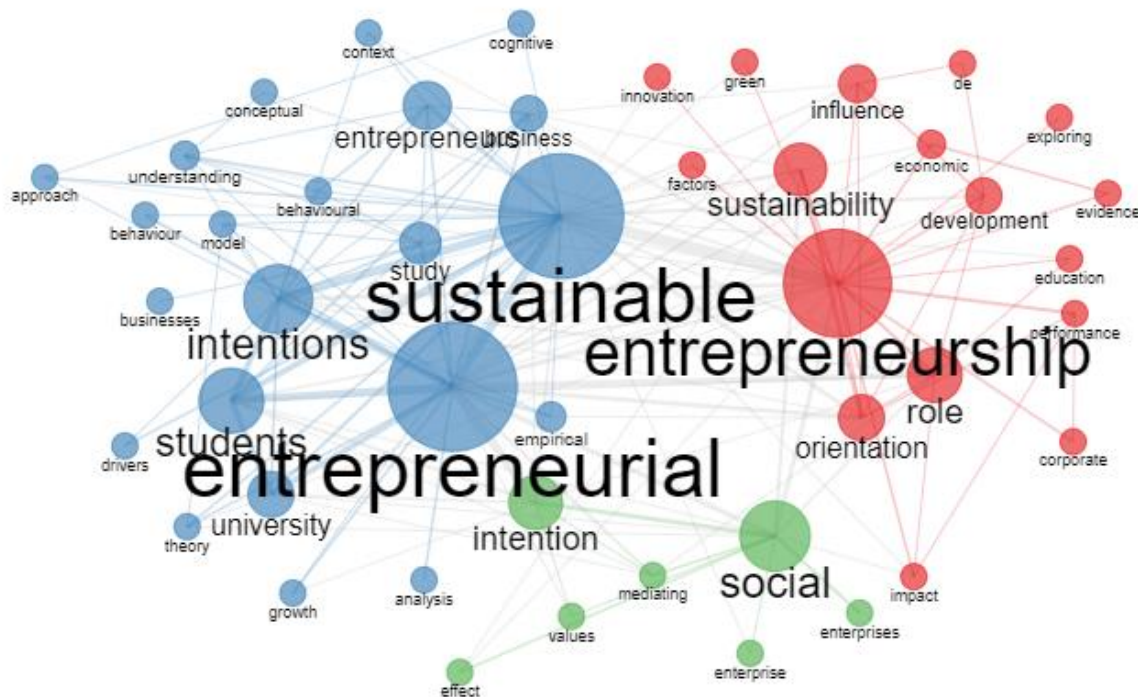 context
cognitive
conceptual
entrepreneurs
business
innovation
green
influence
de
exploring
approach
understanding
behavioural
factors
sustainability
economic
development
evidence
behaviour
model
study
education
businesses
sustainable
performance
intentions
entrepreneurship
role
students
drivers
empirical
orientation
corporate
entrepreneurial
theory
university
intention
social
growth
analysis
mediating
impact
values
enterprises
effect
enterprise